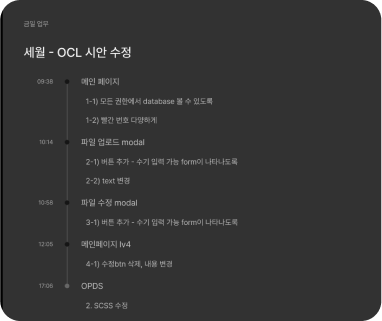 금일 업무
세월 - OCL 시안 수정
09:38 메인 페이지
1-1) 모든 권한에서 database 볼 수 있도록
1-2) 빨간 번호 다양하게
10:14 파일 업로드 modal
2-1) 버튼 추가 - 수기 입력 가능 form이 나타나도록
2-2) text 변경
10:58 파일 수정 modal
3-1) 버튼 추가 - 수기 입력 가능 form이 나타나도록
12:05 메인페이지 lv4
4-1) 수정btn 삭제, 내용 변경
17:05 OPDS
2. SCSS 수정